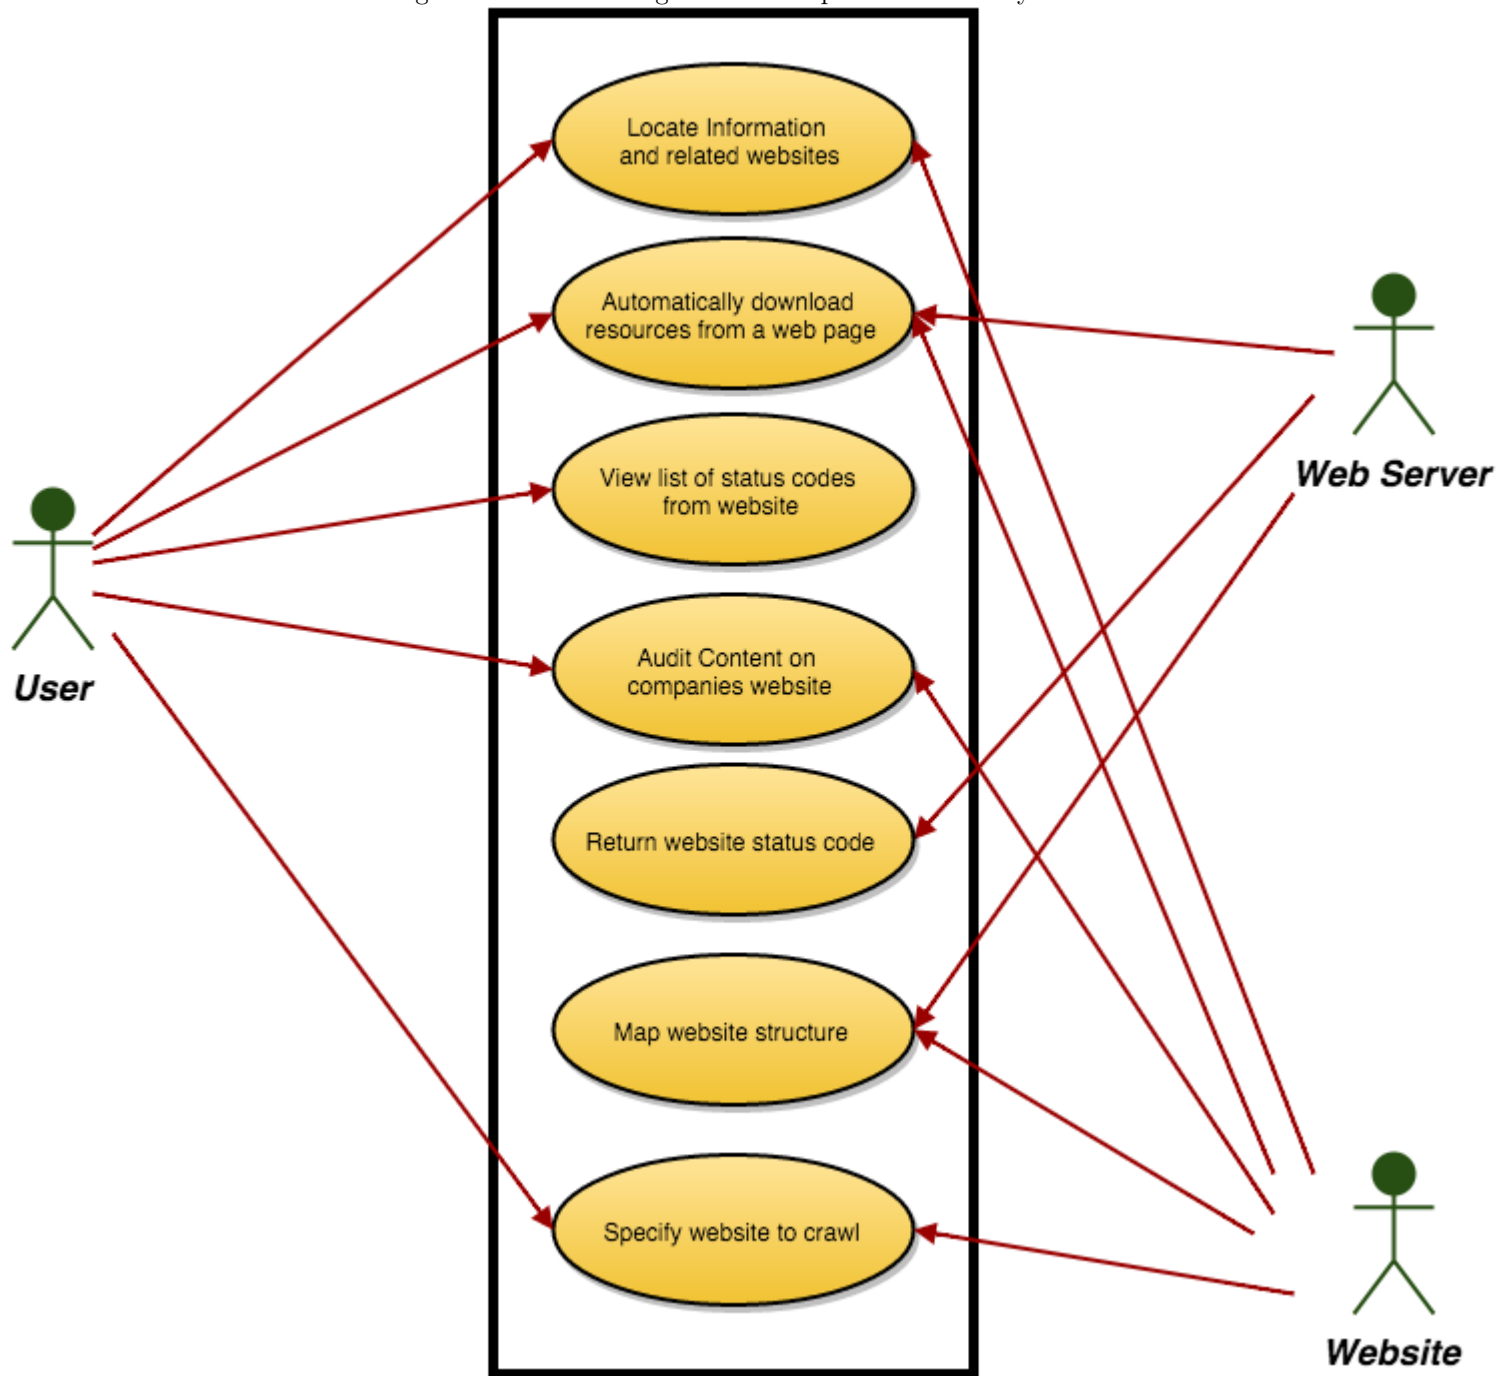 Locate Information
and related websites
Automatically download
resources from a web page
View list of status codes
from website
Web Server
User
Audit Content on
companies website
Return website status code
Map website structure
Specify website to crawl
Website